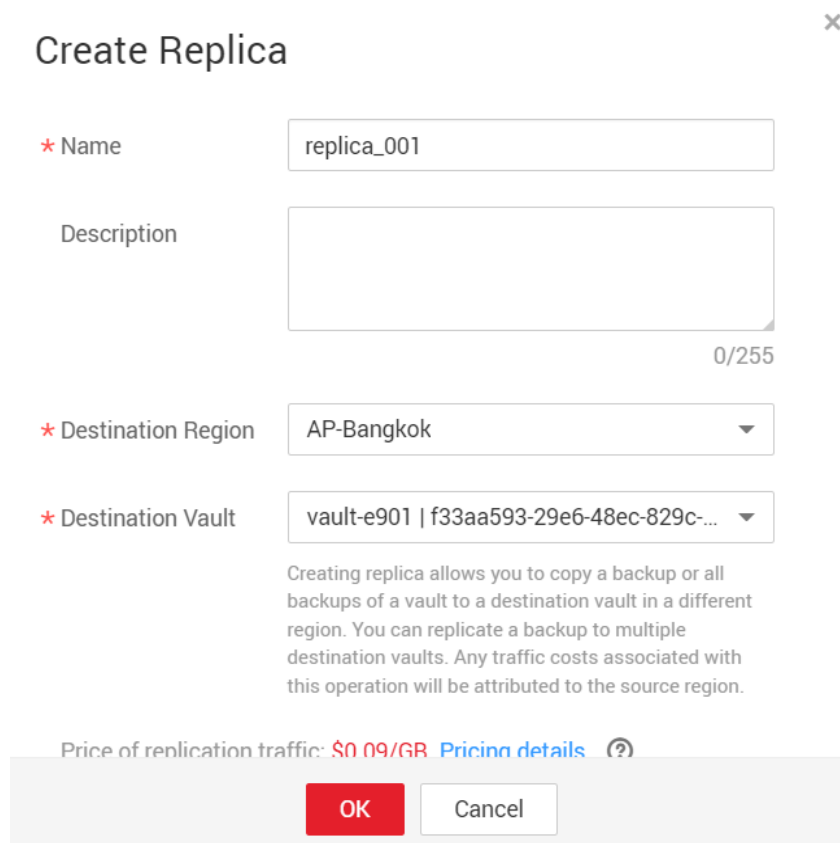 Create Replica
* Name
replica_001
Description
0/255
* Destination Region
AP-Bangkok
* Destination Vault
vault-e901 | f33aa593-29e6-48ec-829c-...
Creating replica allows you to copy a backup or all
backups of a vault to a destination vault in a different
region. You can replicate a backup to multiple
destination vaults. Any traffic costs associated with
this operation will be attributed to the source region.
Price of replication traffic: $0.09/GB Pricing details ?
OK
Cancel